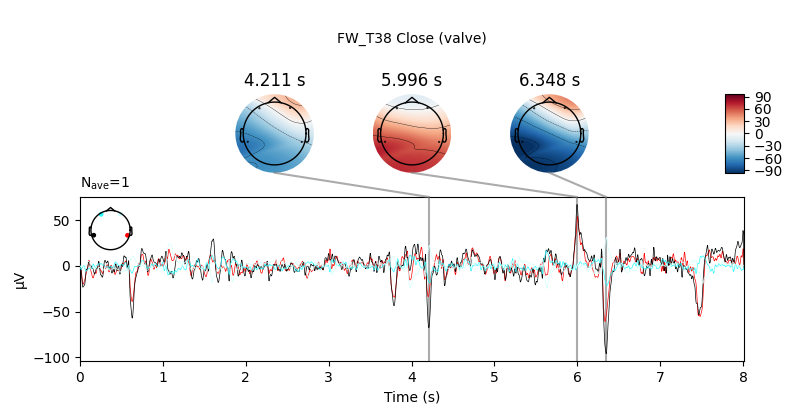 FW_T38 Close (valve)
4.211 s 5.996 s 6.348 s
90
60
30
0
−30
−60
−90
Nave=1
50
0
−50
−100
µV
0 1 2 3 4 5 6 7 8
Time (s)